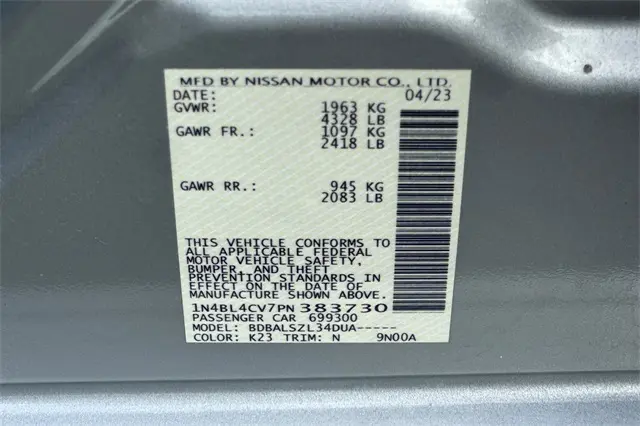 MFD BY NISSAN MOTOR CO., LTD.
DATE: 04/23
GVWR: 1963 KG
4328 LB
GAWR FR.: 1097 KG
2418 LB
GAWR RR.: 945 KG
2083 LB
THIS VEHICLE CONFORMS TO
ALL APPLICABLE FEDERAL
MOTOR VEHICLE SAFETY,
BUMPER, AND THEFT
PREVENTION STANDARDS IN
EFFECT ON THE DATE OF
MANUFACTURE SHOWN ABOVE.
1N4BL4CV7PN383730
PASSENGER CAR 699300
MODEL: BDBALSZL34DUA-----
COLOR: K23 TRIM: N 9N00A